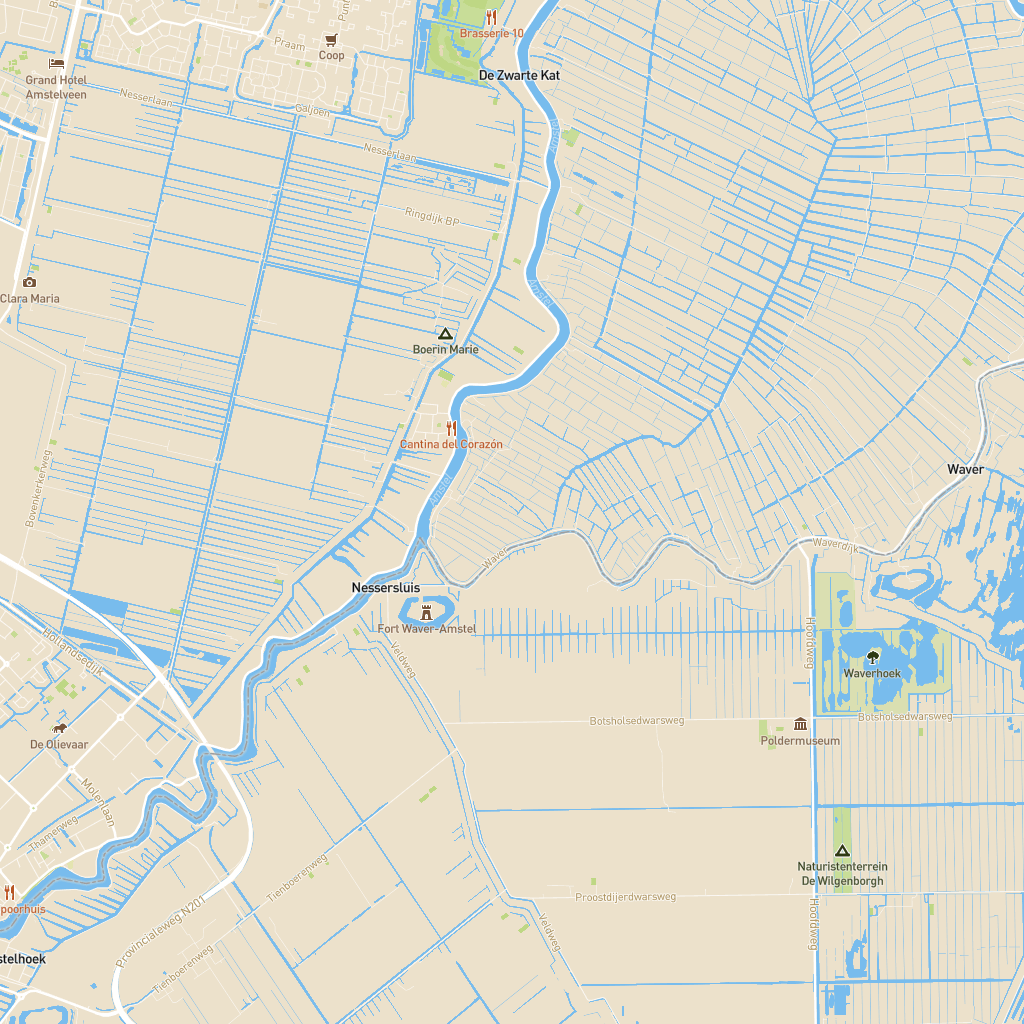 Brasserie 10
Praam
Coop
De Zwarte Kat
Grand Hotel
Amstelveen
Nesserlaan
Galjoen
Nesserlaan
Amstel
Ringdijk BP
Clara Maria
Amstel
Boerin Marie
Cantina del Corazón
Bovenkerkerweg
Amstel
Waver
Waver
Waverdijk
Nessersluis
Fort Waver-Amstel
Hollandsedijk
Veldweg
Hoofdweg
Waverhoek
Botsholsedwarsweg
Botsholsedwarsweg
De Olievaar
Poldermuseum
Molenlaan
Thamerweg
Tienboerenweg
Naturistenterrein
De Wilgenborgh
Proostdijerdwarsweg
poorhuis
Provincialeweg N201
Veldweg
Hoofdweg
stelhoek
Tienboerenweg